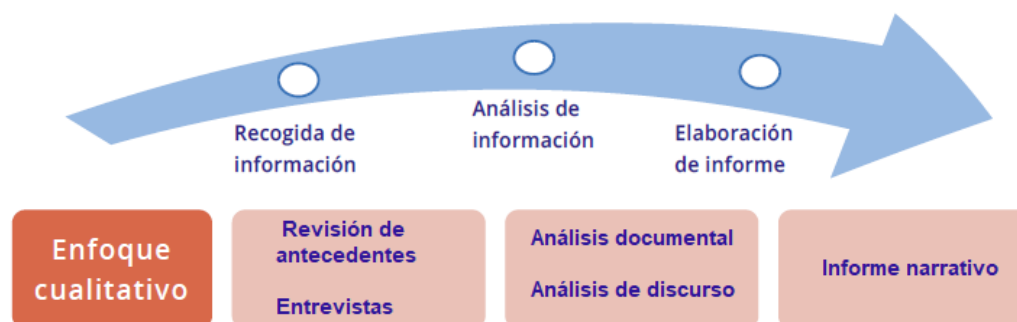 Recogida de
información
Análisis de
información
Elaboración
de informe
Enfoque
cualitativo
Revisión de
antecedentes
Entrevistas
Análisis documental
Análisis de discurso
Informe narrativo